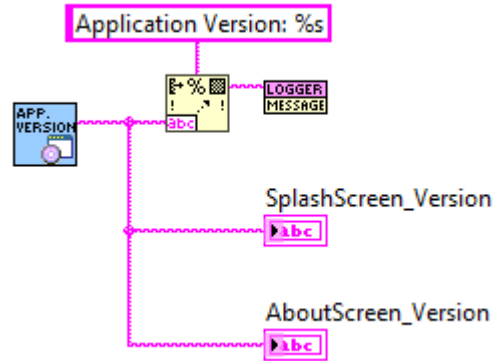 Application Version: %s
%
! !
abc
LOGGER
MESSAGE
APP.
VERSION
SplashScreen_Version
abc
AboutScreen_Version
abc